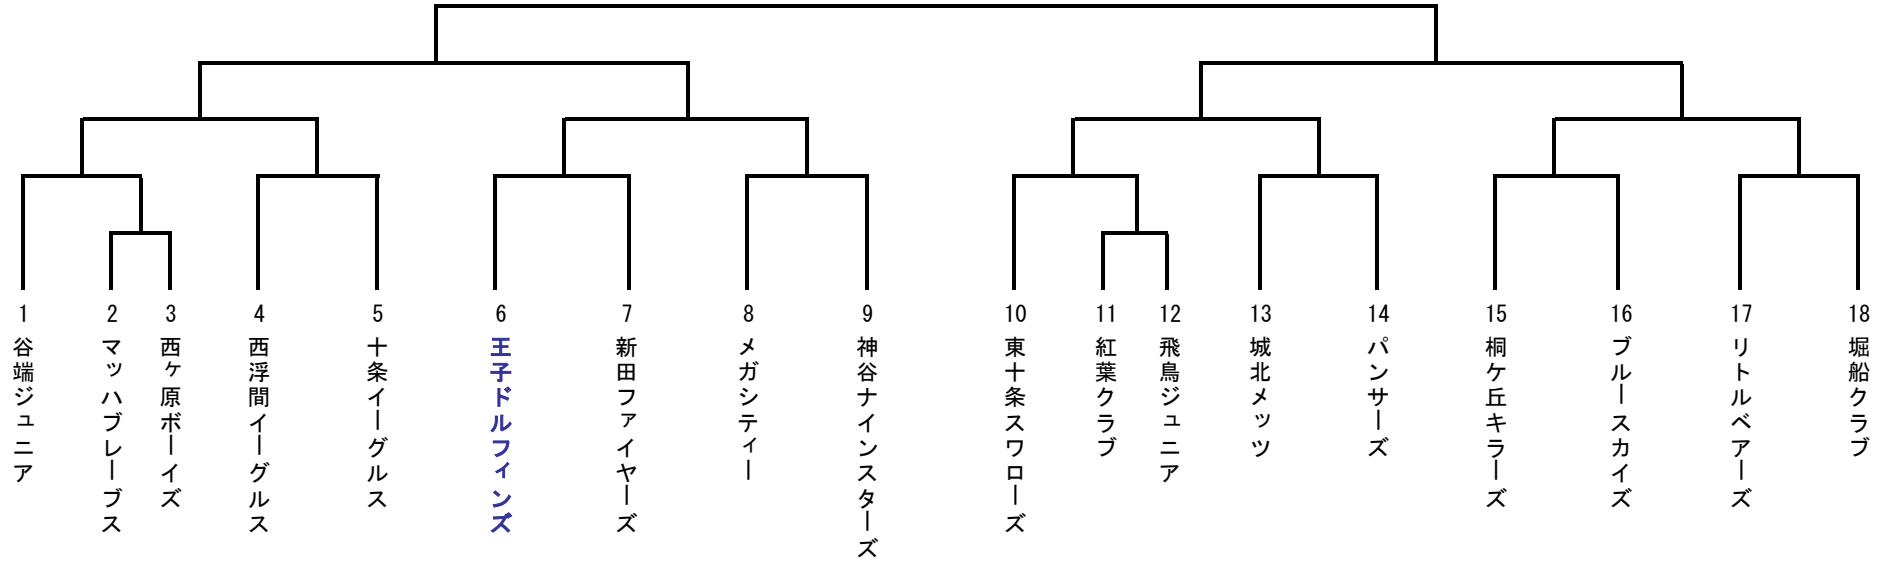 1
谷端ジュニア
2
マッハブレーブス
3
西ヶ原ボーイズ
4
西浮間イーグルス
5
十条イーグルス
6
王子ドルフィンズ
7
新田ファイヤーズ
8
メガシティー
9
神谷ナインスターズ
10
東十条スワローズ
11
紅葉クラブ
12
飛鳥ジュニア
13
城北メッツ
14
パンサーズ
15
桐ケ丘キラーズ
16
ブルースカイズ
17
リトルベアーズ
18
堀船クラブ